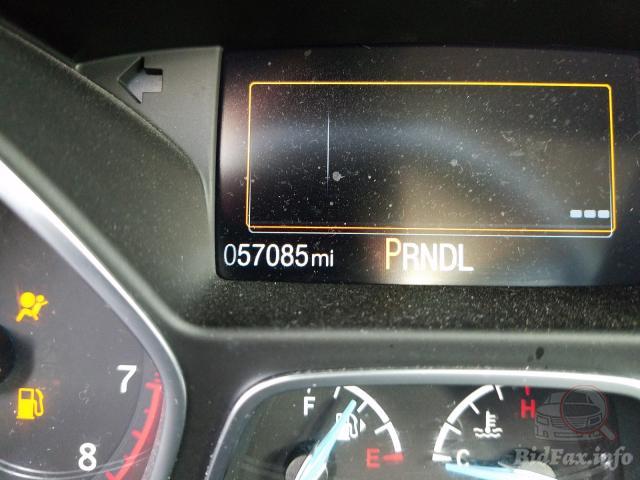 057085mi PRNDL
7
8
F E
C H
BidFax.info